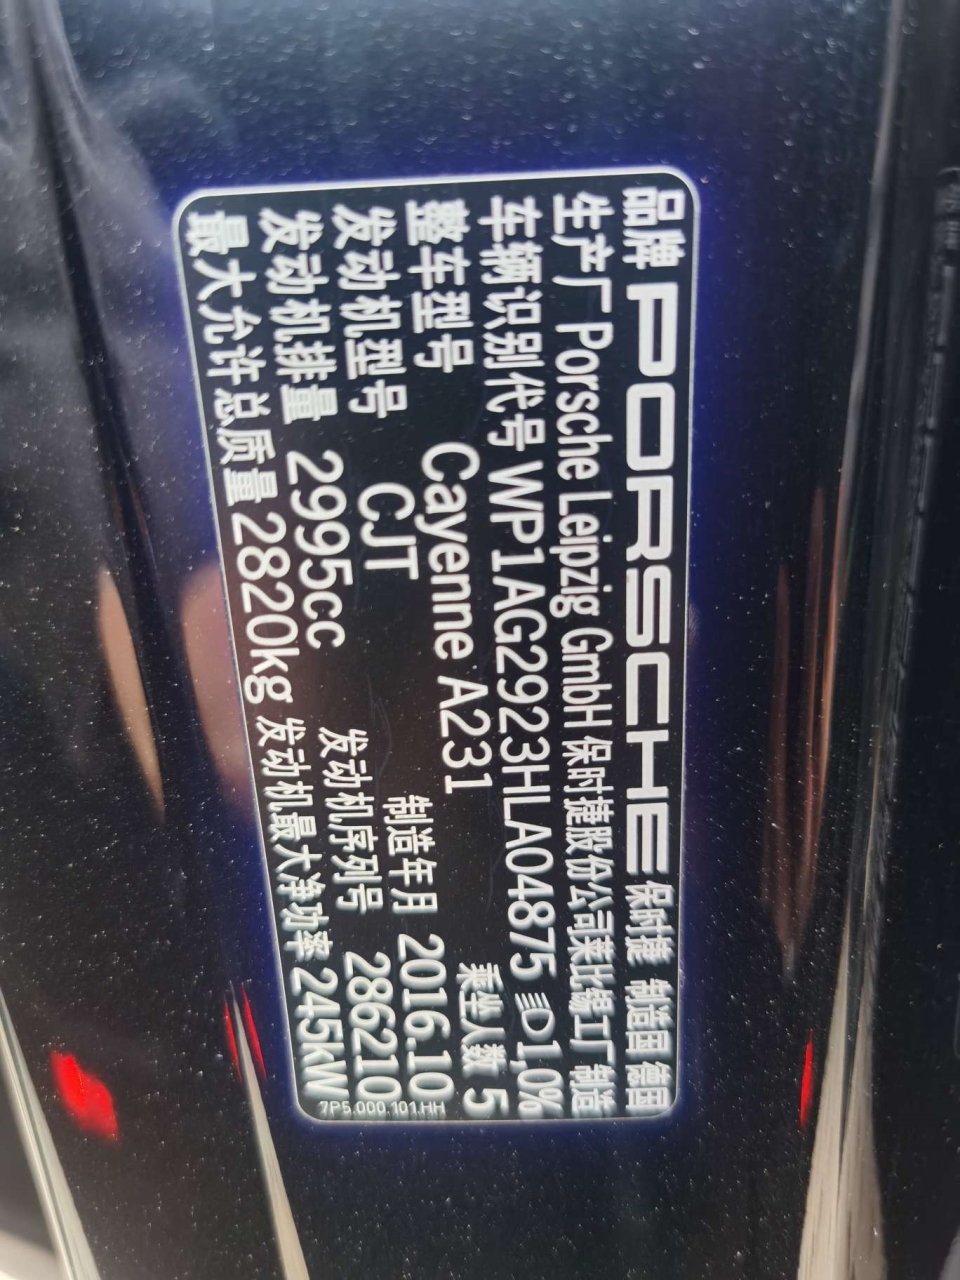 品牌 PORSCHE 保时捷 制造国 德国
生产厂 Porsche Leipzig GmbH 保时捷股份公司莱比锡工厂 制造
车辆识别代号 WP1AG2923HLA04875 1.0%
整车型号 Cayenne A231 乘坐人数 5
发动机型号 CJT 制造年月 2016.10
发动机排量 2995cc 发动机序列号 286210
最大允许总质量 2820kg 发动机最大净功率 245kW
7P5.000.101.HH